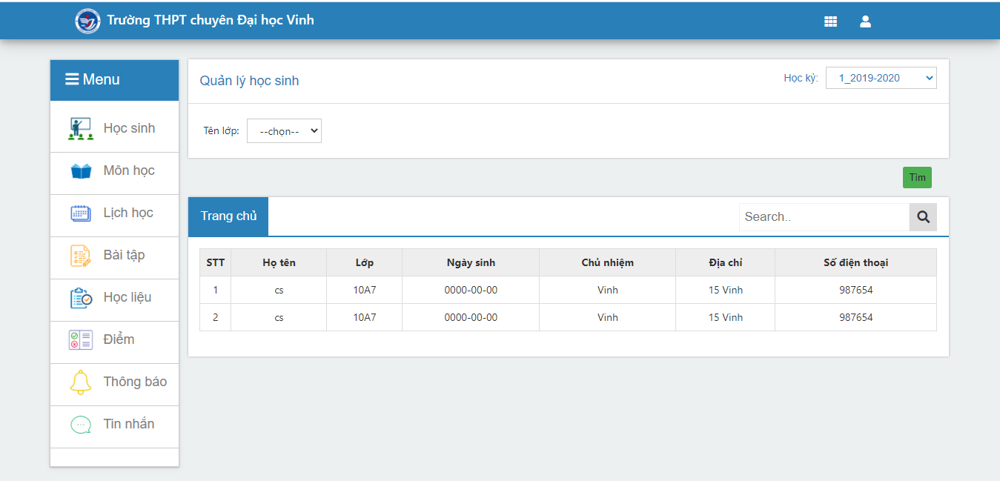 Trường THPT chuyên Đại học Vinh
Menu
Học sinh
Môn học
Lịch học
Bài tập
Học liệu
Điểm
Thông báo
Tin nhắn
Quản lý học sinh
Học kỳ: 1_2019-2020
Tên lớp: --chọn--
Tìm
Trang chủ Search..
STT Họ tên Lớp Ngày sinh Chủ nhiệm Địa chỉ Số điện thoại
1 cs 10A7 0000-00-00 Vinh 15 Vinh 987654
2 cs 10A7 0000-00-00 Vinh 15 Vinh 987654